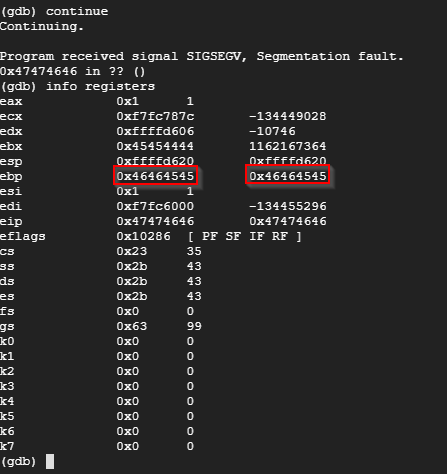 (gdb) continue
Continuing.
Program received signal SIGSEGV, Segmentation fault.
0x47474646 in ?? ()
(gdb) info registers
eax 0x1 1
ecx 0xf7fc787c -134449028
edx 0xffffd606 -10746
ebx 0x45454444 1162167364
esp 0xffffd620 0xffffd620
ebp 0x46464545 0x46464545
esi 0x1 1
edi 0xf7fc6000 -134455296
eip 0x47474646 0x47474646
eflags 0x10286 [ PF SF IF RF ]
cs 0x23 35
ss 0x2b 43
ds 0x2b 43
es 0x2b 43
fs 0x0 0
gs 0x63 99
k0 0x0 0
k1 0x0 0
k2 0x0 0
k3 0x0 0
k4 0x0 0
k5 0x0 0
k6 0x0 0
k7 0x0 0
(gdb)